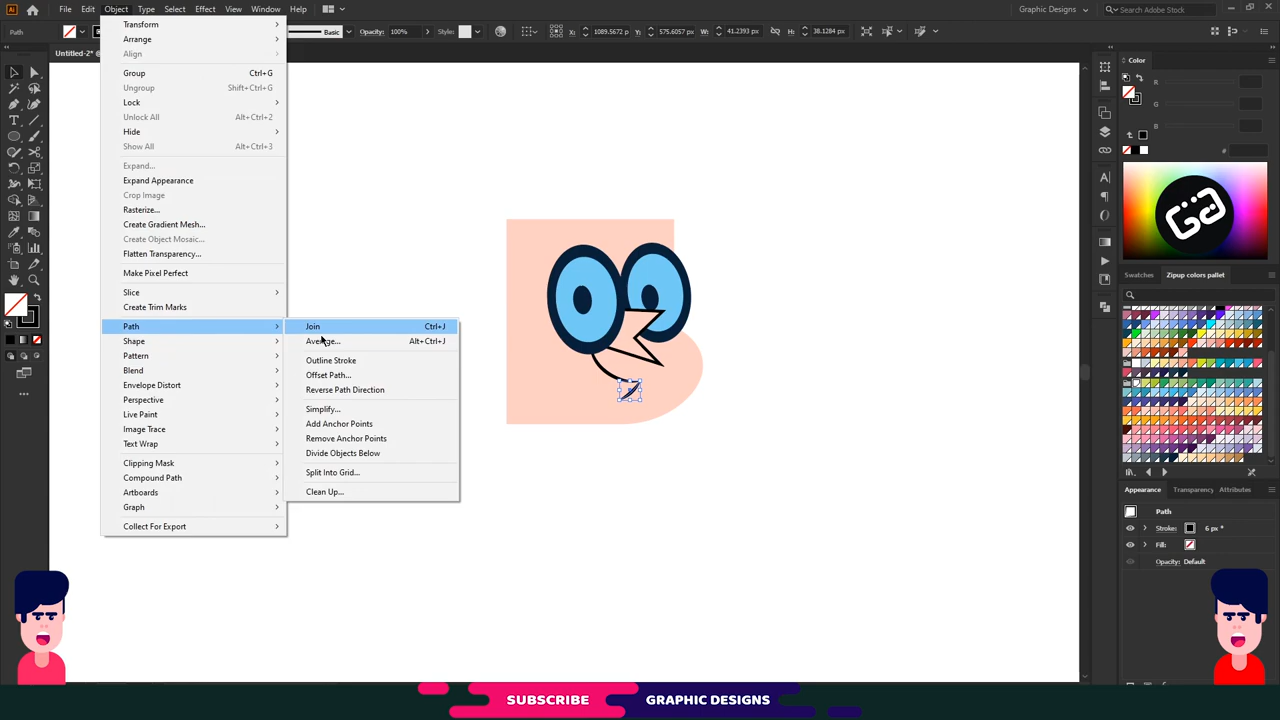 Ai File Edit Object Type Select Effect View Window Help Graphic Designs Search Adobe Stock
Path Basic Opacity: 100% Style: X: 1089.5672 p Y: 575.6057 px W: 41.2393 px H: 38.1284 px
Untitled-2* @
Transform
Arrange
Align
Group Ctrl+G
Ungroup Shift+Ctrl+G
Lock
Unlock All Alt+Ctrl+2
Hide
Show All Alt+Ctrl+3
Expand...
Expand Appearance
Crop Image
Rasterize...
Create Gradient Mesh...
Create Object Mosaic...
Flatten Transparency...
Make Pixel Perfect
Slice
Create Trim Marks
Path
Shape
Pattern
Blend
Envelope Distort
Perspective
Live Paint
Image Trace
Text Wrap
Clipping Mask
Compound Path
Artboards
Graph
Collect For Export
Join Ctrl+J
Average... Alt+Ctrl+J
Outline Stroke
Offset Path...
Reverse Path Direction
Simplify...
Add Anchor Points
Remove Anchor Points
Divide Objects Below
Split Into Grid...
Clean Up...
Color
R
G
B
#
Swatches Zipup colors pallet
Appearance Transparency Attributes
Path
Stroke: 6 px *
Fill:
Opacity: Default
SUBSCRIBE GRAPHIC DESIGNS